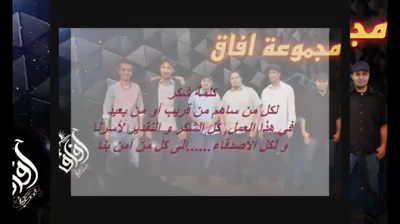 مجموعة افاق
كلمة شكر
لكل من ساهم من قريب أو من بعيد
في هذا العمل, كل الشكر و التقدير لأسرنا
و لكل الأصدقاء......الى كل من امن بنا